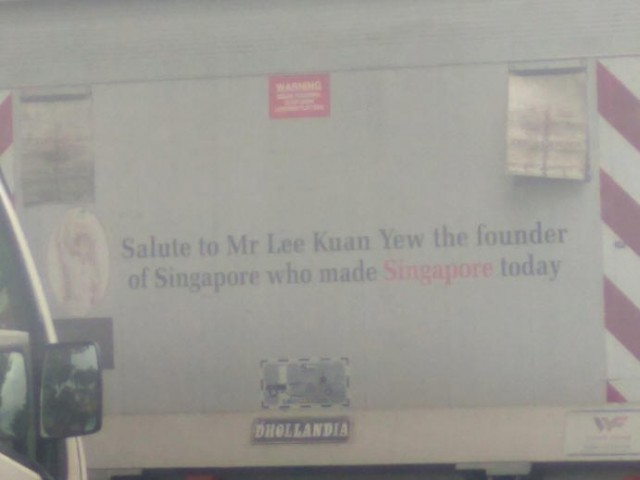 WARNING
Salute to Mr Lee Kuan Yew the founder
of Singapore who made Singapore today
DHOLLANDIA